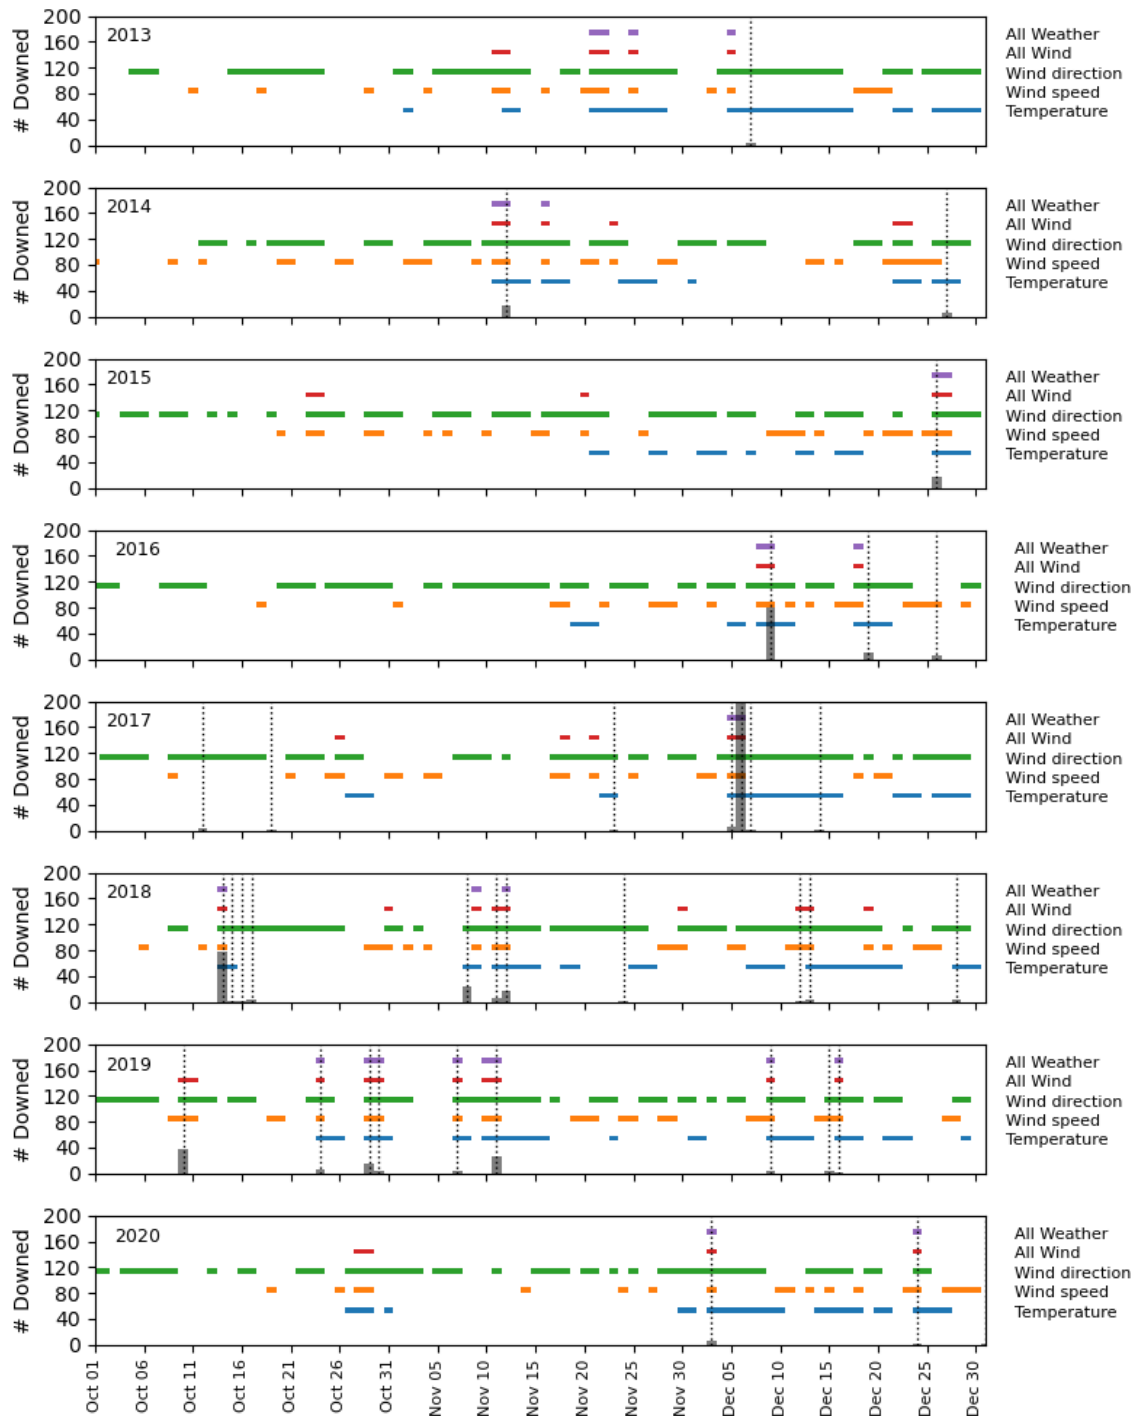 200
160
120
80
40
0
# Downed
2013
All Weather
All Wind
Wind direction
Wind speed
Temperature
200
160
120
80
40
0
# Downed
2014
All Weather
All Wind
Wind direction
Wind speed
Temperature
200
160
120
80
40
0
# Downed
2015
All Weather
All Wind
Wind direction
Wind speed
Temperature
200
160
120
80
40
0
# Downed
2016
All Weather
All Wind
Wind direction
Wind speed
Temperature
200
160
120
80
40
0
# Downed
2017
All Weather
All Wind
Wind direction
Wind speed
Temperature
200
160
120
80
40
0
# Downed
2018
All Weather
All Wind
Wind direction
Wind speed
Temperature
200
160
120
80
40
0
# Downed
2019
All Weather
All Wind
Wind direction
Wind speed
Temperature
200
160
120
80
40
0
# Downed
2020
All Weather
All Wind
Wind direction
Wind speed
Temperature
Oct 01
Oct 06
Oct 11
Oct 16
Oct 21
Oct 26
Oct 31
Nov 05
Nov 10
Nov 15
Nov 20
Nov 25
Nov 30
Dec 05
Dec 10
Dec 15
Dec 20
Dec 25
Dec 30